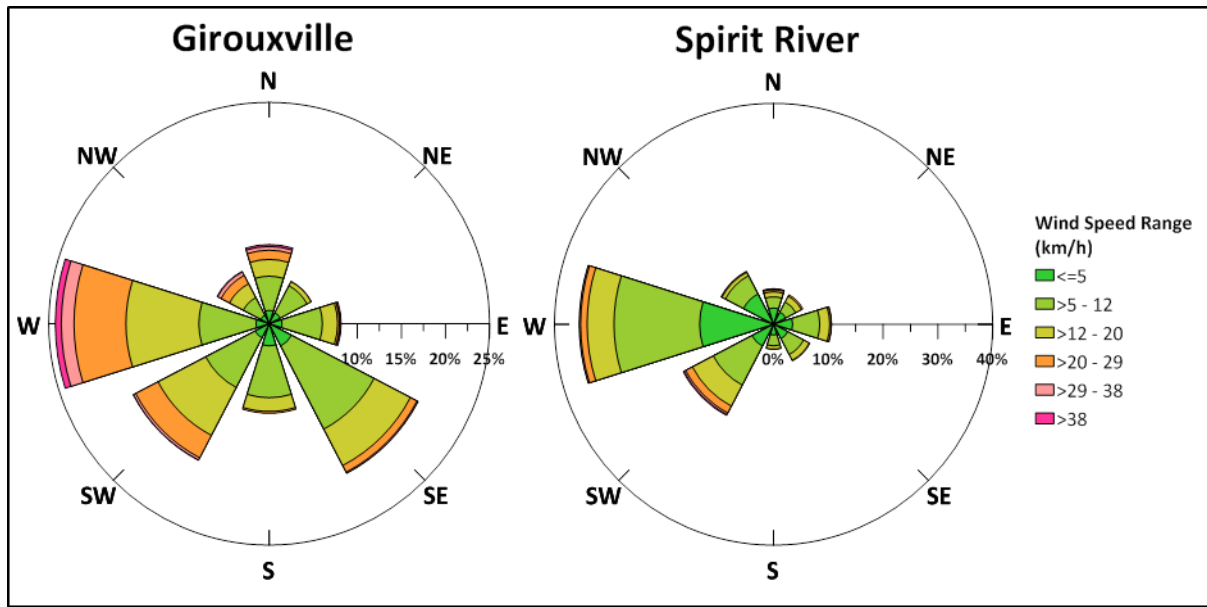 Girouxville
Spirit River
N
NE
E
SE
S
SW
W
NW
10% 15% 20% 25%
N
NE
E
SE
S
SW
W
NW
0% 10% 20% 30% 40%
Wind Speed Range
(km/h)
<=5
>5 - 12
>12 - 20
>20 - 29
>29 - 38
>38